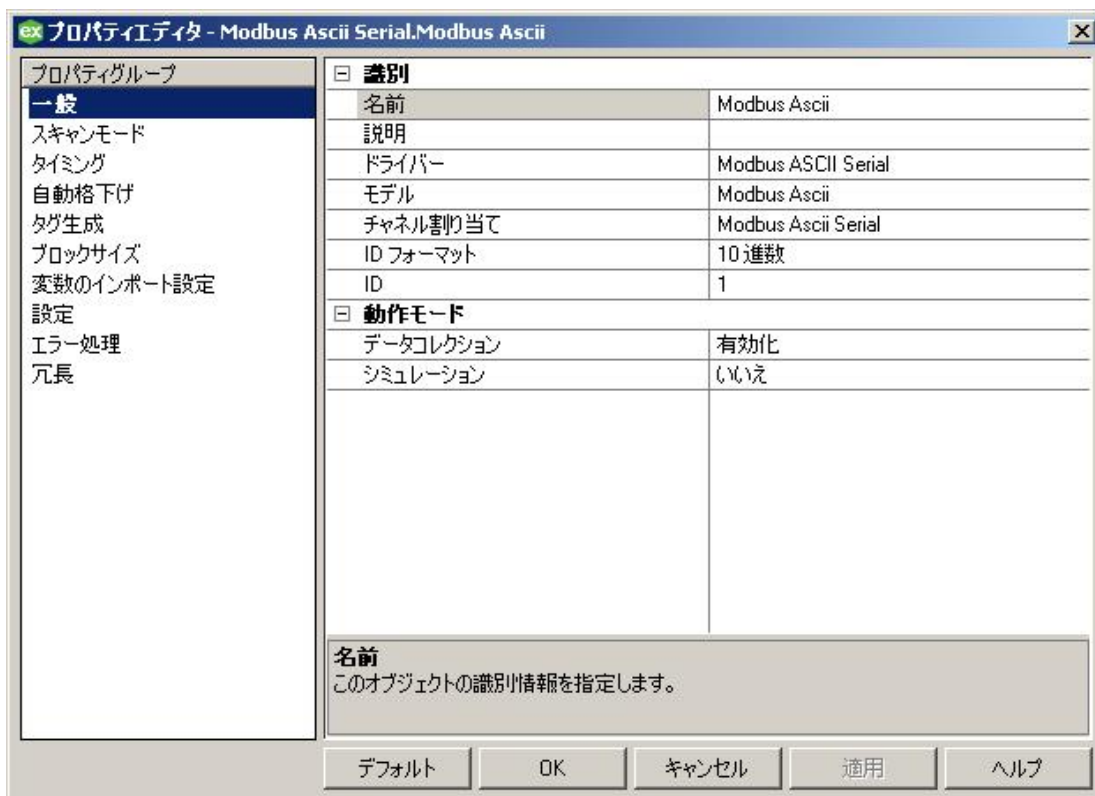 ex プロパティエディタ - Modbus Ascii Serial.Modbus Ascii
プロパティグループ
一般
スキャンモード
タイミング
自動格下げ
タグ生成
ブロックサイズ
変数のインポート設定
設定
エラー処理
冗長
識別
名前 Modbus Ascii
説明
ドライバー Modbus ASCII Serial
モデル Modbus Ascii
チャネル割り当て Modbus Ascii Serial
ID フォーマット 10 進数
ID 1
動作モード
データコレクション 有効化
シミュレーション いいえ
名前
このオブジェクトの識別情報を指定します。
デフォルト OK キャンセル 適用 ヘルプ